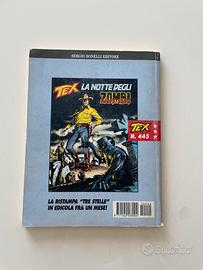 SERGIO BONELLI EDITORE
TEX
LA NOTTE DEGLI
ZOMBI
TEX
N. 445
LA RISTAMPA "TRE STELLE"
IN EDICOLA FRA UN MESE!
subito